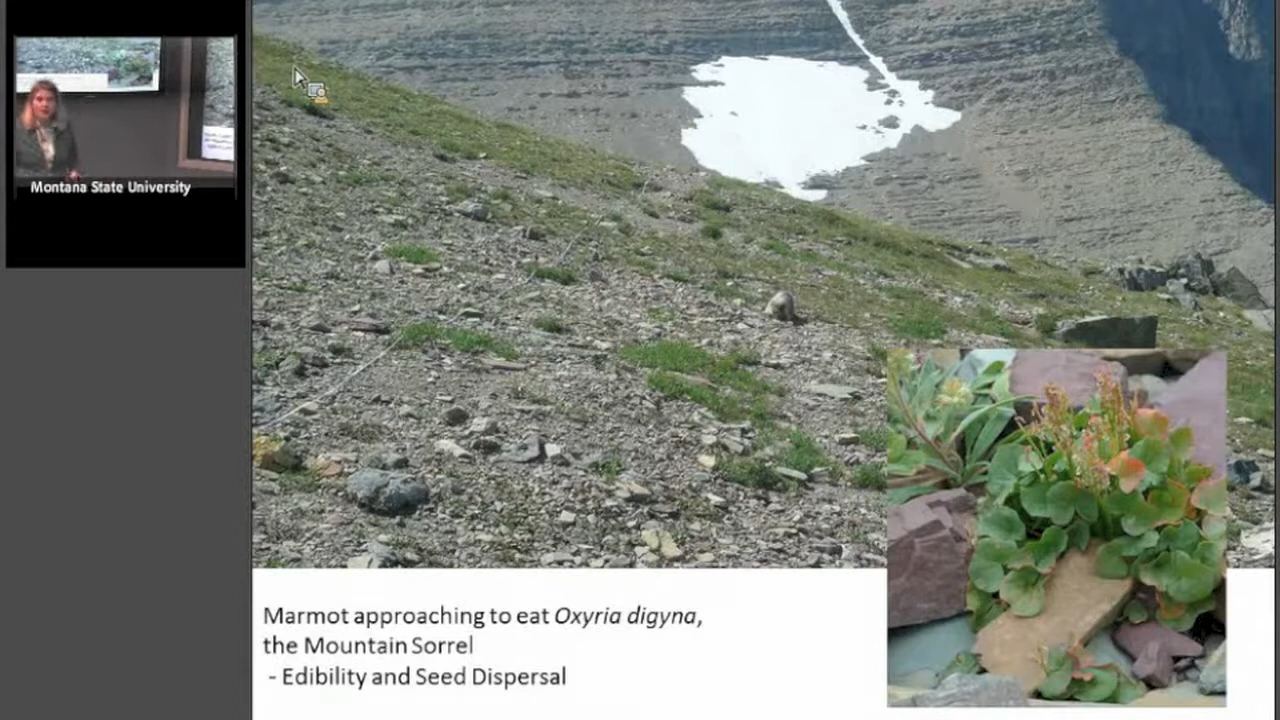 Montana State University
Marmot approaching to eat Oxyria digyna,
the Mountain Sorrel
- Edibility and Seed Dispersal